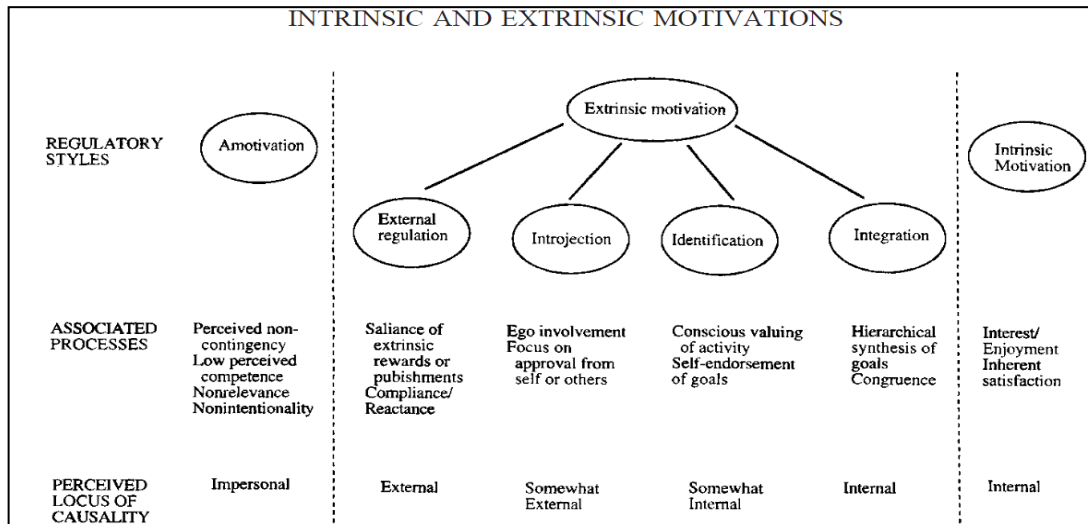 INTRINSIC AND EXTRINSIC MOTIVATIONS
REGULATORY
STYLES
Amotivation
Extrinsic motivation
Intrinsic
Motivation
External
regulation
Introjection
Identification
Integration
ASSOCIATED
PROCESSES
Perceived non-
contingency
Low perceived
competence
Nonrelevance
Nonintentionality
Saliance of
extrinsic
rewards or
pubishments
Compliance/
Reactance
Ego involvement
Focus on
approval from
self or others
Conscious valuing
of activity
Self-endorsement
of goals
Hierarchical
synthesis of
goals
Congruence
Interest/
Enjoyment
Inherent
satisfaction
PERCEIVED
LOCUS OF
CAUSALITY
Impersonal
External
Somewhat
External
Somewhat
Internal
Internal
Internal